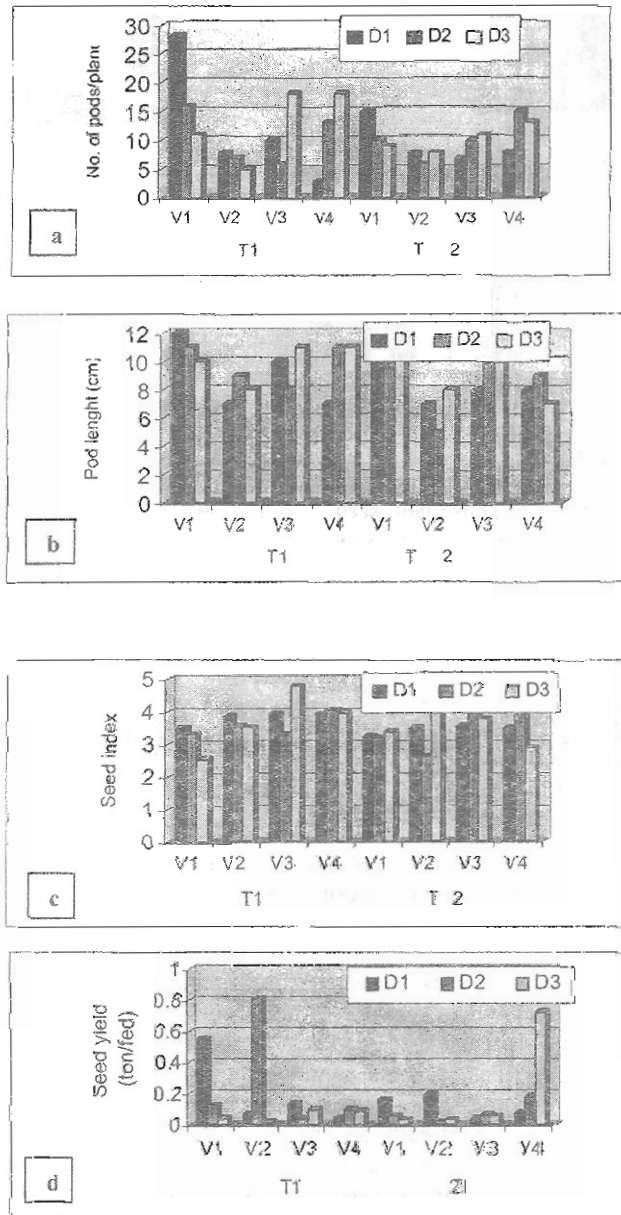 30
25
20
15
10
5
0
No. of pods/plant
D1 D2 D3
V1 V2 V3 V4 V1 V2 V3 V4
T1 T 2
a
12
10
8
6
4
2
0
Pod lenght (cm)
D1 D2 D3
V1 V2 V3 V4 V1 V2 V3 V4
T1 T 2
b
5
4
3
2
1
0
Seed index
D1 D2 D3
V1 V2 V3 V4 V1 V2 V3 V4
T1 T 2
c
1
0.8
0.6
0.4
0.2
0
Seed yield
(ton/fed)
D1 D2 D3
V1 V2 V3 V4 V1 V2 V3 V4
T1
d